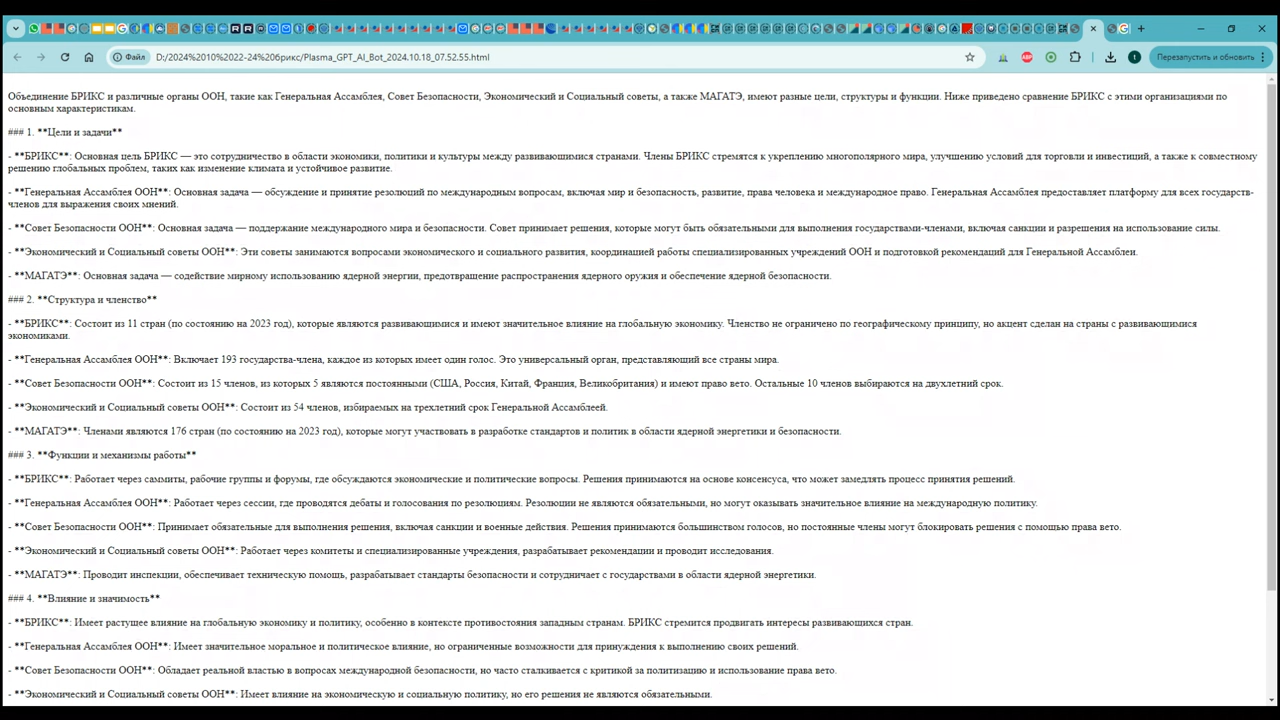 Файл
D:/2024%2010%2022-24%20брикс/Plasma_GPT_AI_Bot_2024.10.18_07.52.55.html
ABP
t
Перезапустить и обновить
Объединение БРИКС и различные органы ООН, такие как Генеральная Ассамблея, Совет Безопасности, Экономический и Социальный советы, а также МАГАТЭ, имеют разные цели, структуры и функции. Ниже приведено сравнение БРИКС с этими организациями по
основным характеристикам.
### 1. **Цели и задачи**
- **БРИКС**: Основная цель БРИКС — это сотрудничество в области экономики, политики и культуры между развивающимися странами. Члены БРИКС стремятся к укреплению многополярного мира, улучшению условий для торговли и инвестиций, а также к совместному
решению глобальных проблем, таких как изменение климата и устойчивое развитие.
- **Генеральная Ассамблея ООН**: Основная задача — обсуждение и принятие резолюций по международным вопросам, включая мир и безопасность, развитие, права человека и международное право. Генеральная Ассамблея предоставляет платформу для всех государств-
членов для выражения своих мнений.
- **Совет Безопасности ООН**: Основная задача — поддержание международного мира и безопасности. Совет принимает решения, которые могут быть обязательными для выполнения государствами-членами, включая санкции и разрешения на использование силы.
- **Экономический и Социальный советы ООН**: Эти советы занимаются вопросами экономического и социального развития, координацией работы специализированных учреждений ООН и подготовкой рекомендаций для Генеральной Ассамблеи.
- **МАГАТЭ**: Основная задача — содействие мирному использованию ядерной энергии, предотвращение распространения ядерного оружия и обеспечение ядерной безопасности.
### 2. **Структура и членство**
- **БРИКС**: Состоит из 11 стран (по состоянию на 2023 год), которые являются развивающимися и имеют значительное влияние на глобальную экономику. Членство не ограничено по географическому принципу, но акцент сделан на страны с развивающимися
экономиками.
- **Генеральная Ассамблея ООН**: Включает 193 государства-члена, каждое из которых имеет один голос. Это универсальный орган, представляющий все страны мира.
- **Совет Безопасности ООН**: Состоит из 15 членов, из которых 5 являются постоянными (США, Россия, Китай, Франция, Великобритания) и имеют право вето. Остальные 10 членов выбираются на двухлетний срок.
- **Экономический и Социальный советы ООН**: Состоит из 54 членов, избираемых на трехлетний срок Генеральной Ассамблеей.
- **МАГАТЭ**: Членами являются 176 стран (по состоянию на 2023 год), которые могут участвовать в разработке стандартов и политик в области ядерной энергетики и безопасности.
### 3. **Функции и механизмы работы**
- **БРИКС**: Работает через саммиты, рабочие группы и форумы, где обсуждаются экономические и политические вопросы. Решения принимаются на основе консенсуса, что может замедлять процесс принятия решений.
- **Генеральная Ассамблея ООН**: Работает через сессии, где проводятся дебаты и голосования по резолюциям. Резолюции не являются обязательными, но могут оказывать значительное влияние на международную политику.
- **Совет Безопасности ООН**: Принимает обязательные для выполнения решения, включая санкции и военные действия. Решения принимаются большинством голосов, но постоянные члены могут блокировать решения с помощью права вето.
- **Экономический и Социальный советы ООН**: Работает через комитеты и специализированные учреждения, разрабатывает рекомендации и проводит исследования.
- **МАГАТЭ**: Проводит инспекции, обеспечивает техническую помощь, разрабатывает стандарты безопасности и сотрудничает с государствами в области ядерной энергетики.
### 4. **Влияние и значимость**
- **БРИКС**: Имеет растущее влияние на глобальную экономику и политику, особенно в контексте противостояния западным странам. БРИКС стремится продвигать интересы развивающихся стран.
- **Генеральная Ассамблея ООН**: Имеет значительное моральное и политическое влияние, но ограниченные возможности для принуждения к выполнению своих решений.
- **Совет Безопасности ООН**: Обладает реальной властью в вопросах международной безопасности, но часто сталкивается с критикой за политизацию и использование права вето.
- **Экономический и Социальный советы ООН**: Имеет влияние на экономическую и социальную политику, но его решения не являются обязательными.